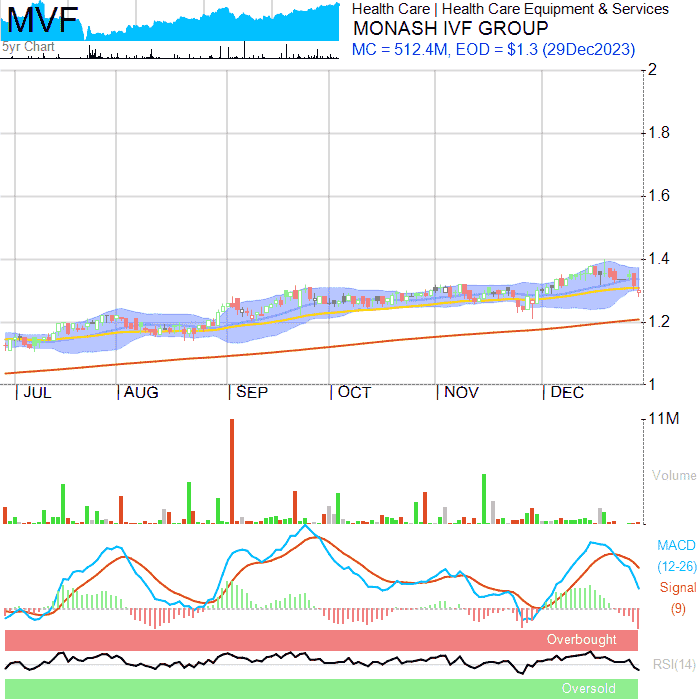 MVF
5yr Chart
Health Care | Health Care Equipment & Services
MONASH IVF GROUP
MC = 512.4M, EOD = $1.3 (29Dec2023)
2
1.8
1.6
1.4
1.2
1
JUL
AUG
SEP
OCT
NOV
DEC
11M
Volume
MACD
(12-26)
Signal
(9)
Overbought
RSI(14)
Oversold